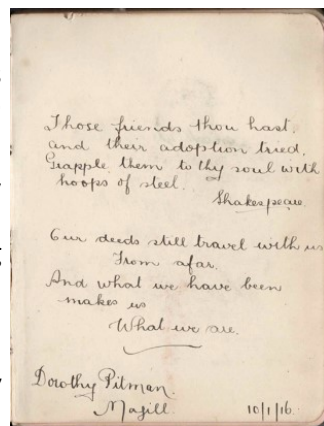 Those friends thou hast,
and their adoption tried,
Grapple them to thy soul with
hoops of steel.
Shakespeare
Our deeds still travel with us
From afar.
And what we have been
makes us
What we are.
Dorothy Pitman.
Magill.
10/1/16.